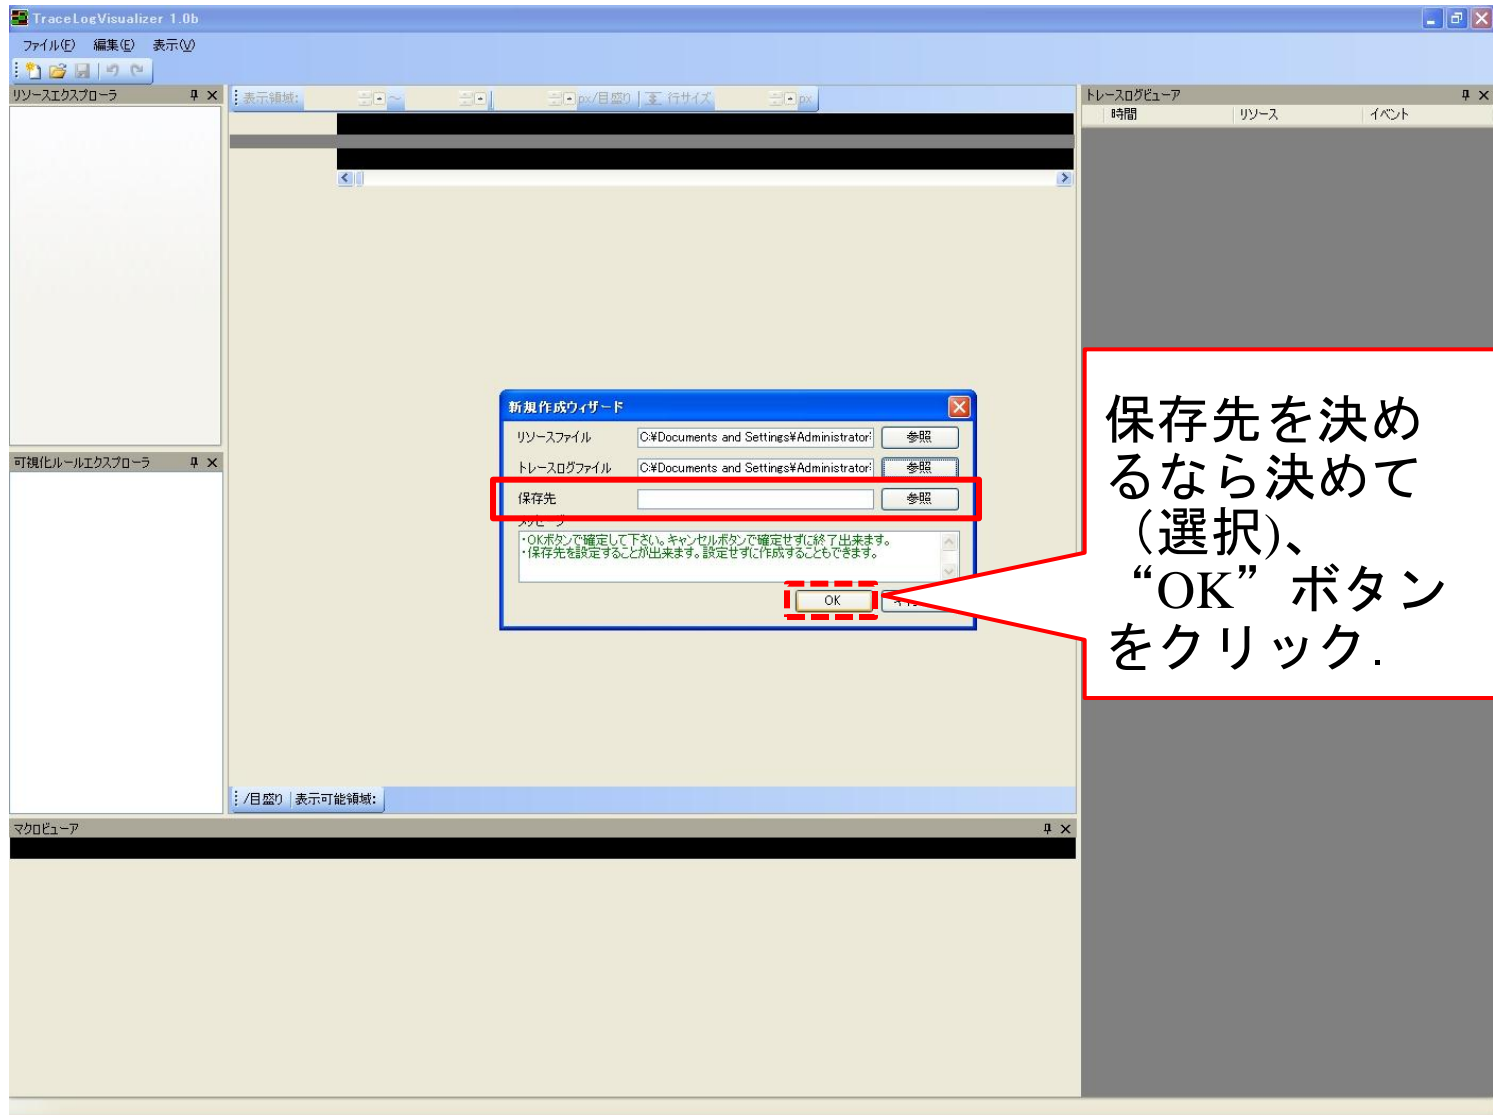 TraceLogVisualizer 1.0b
ファイル(F) 編集(E) 表示(V)
リソースエクスプローラ
表示領域: ～ px/目盛り 行サイズ px
トレースログビューア
時間 リソース イベント
新規作成ウィザード
リソースファイル C:¥Documents and Settings¥Administrator¥ 参照
トレースログファイル C:¥Documents and Settings¥Administrator¥ 参照
保存先 参照
メッセージ
・OKボタンで確定して下さい。キャンセルボタンで確定せずに終了出来ます。
・保存先を設定することが出来ます。設定せずに作成することもできます。
OK
保存先を決め
るなら決めて
（選択)、
“OK”ボタン
をクリック.
可視化ルールエクスプローラ
/目盛り 表示可能領域:
マクロビューア